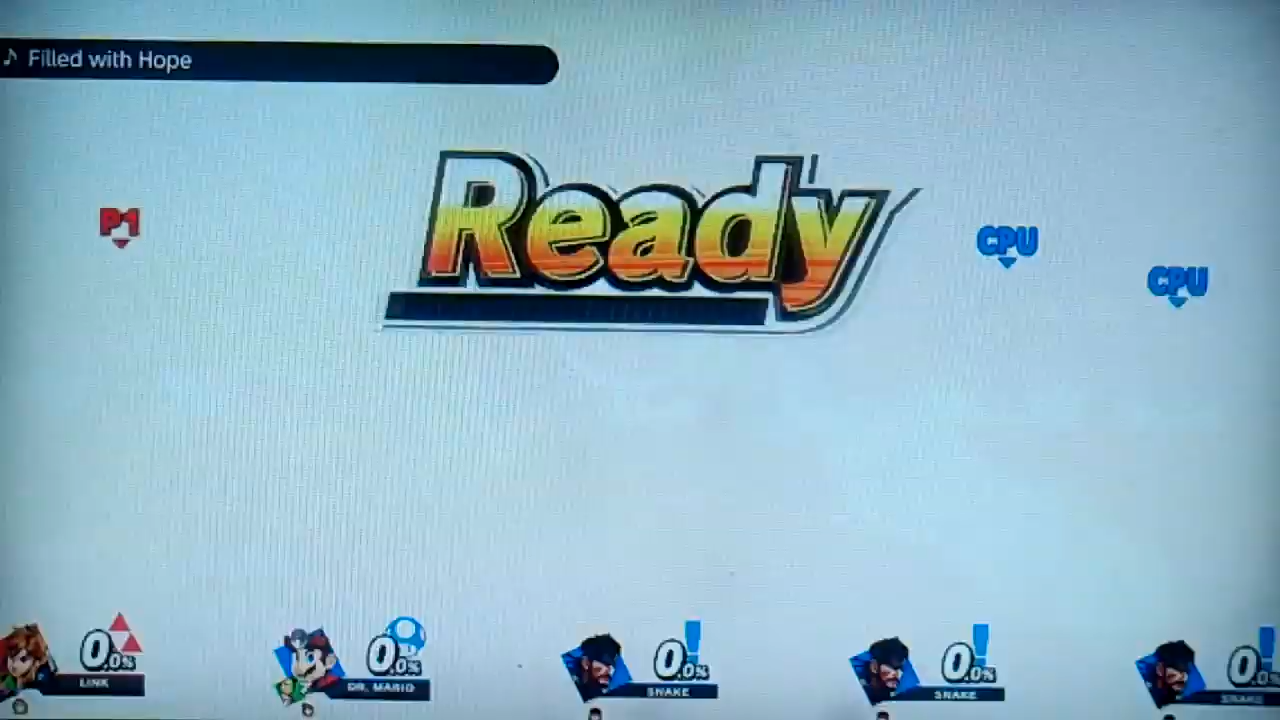 ♪ Filled with Hope
Ready
P1
CPU
CPU
0.0%
LINK
0.0%
DR. MARIO
0.0%
SNAKE
0.0%
SNAKE
0.0%
SNAKE